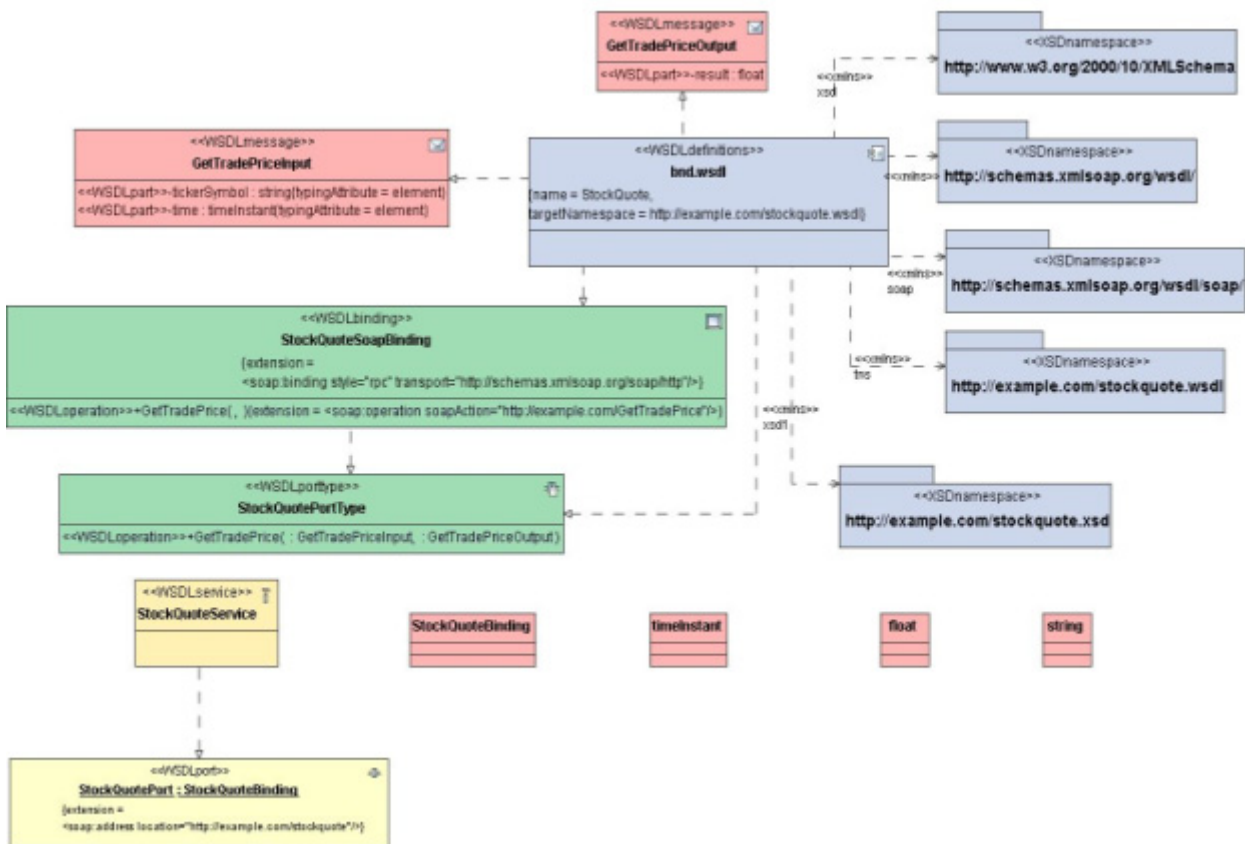 <<WSDLmessage>>
GetTradePriceOutput
<<WSDLpart>>-result : float
<<XSDnamespace>>
http://www.w3.org/2000/10/XMLSchema
<<xmlns>>
xsd
<<WSDLmessage>>
GetTradePriceInput
<<WSDLpart>>-tickerSymbol : string(typingAttribute = element)
<<WSDLpart>>-time : timeInstant(typingAttribute = element)
<<WSDLdefinitions>>
bnd.wsdl
{name = StockQuote,
targetNamespace = http://example.com/stockquote.wsdl}
<<XSDnamespace>>
http://schemas.xmlsoap.org/wsdl/
<<xmlns>>
<<XSDnamespace>>
http://schemas.xmlsoap.org/wsdl/soap/
<<xmlns>>
soap
<<WSDLbinding>>
StockQuoteSoapBinding
{extension =
<soap:binding style="rpc" transport="http://schemas.xmlsoap.org/soap/http"/>}
<<WSDLoperation>>+GetTradePrice( , ){extension = <soap:operation soapAction="http://example.com/GetTradePrice"/>}
<<XSDnamespace>>
http://example.com/stockquote.wsdl
<<xmlns>>
tns
<<xmlns>>
xsd1
<<WSDLporttype>>
StockQuotePortType
<<WSDLoperation>>+GetTradePrice( : GetTradePriceInput, : GetTradePriceOutput)
<<XSDnamespace>>
http://example.com/stockquote.xsd
<<WSDLservice>>
StockQuoteService
StockQuoteBinding
timeInstant
float
string
<<WSDLport>>
StockQuotePort : StockQuoteBinding
{extension =
<soap:address location="http://example.com/stockquote"/>}